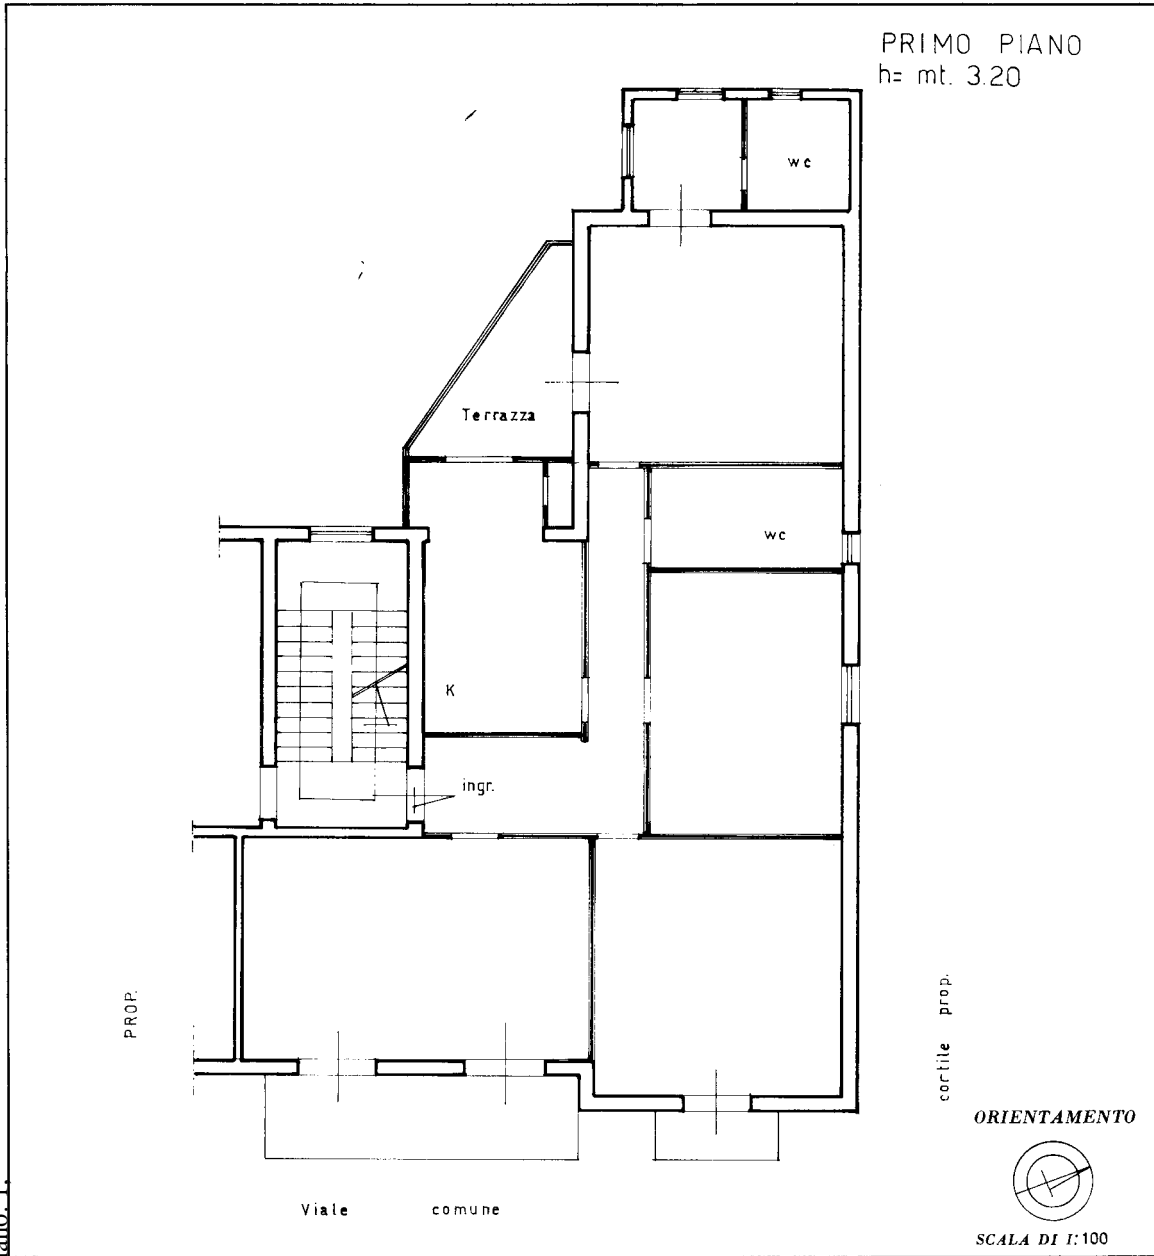 PRIMO PIANO
h= mt. 3.20
wc
Terrazza
wc
K
ingr.
PROP.
cortile prop.
ORIENTAMENTO
Viale comune
SCALA DI 1:100